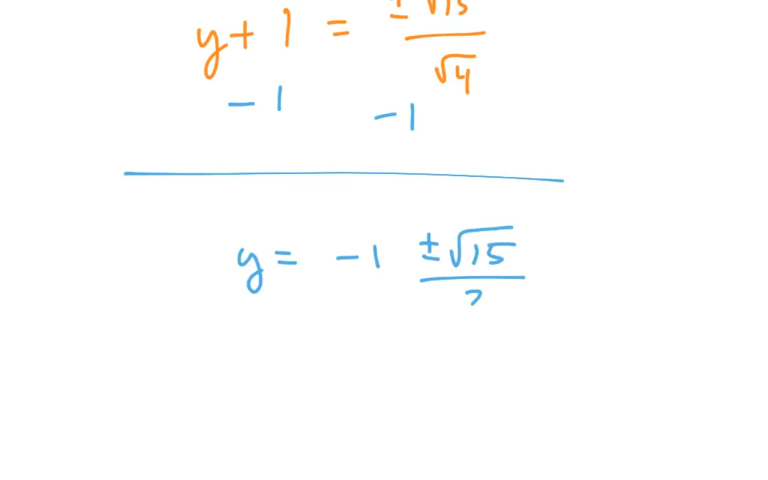 y + 1 = ± √15 / √4
- 1 - 1
y = - 1 ± √15 / 2